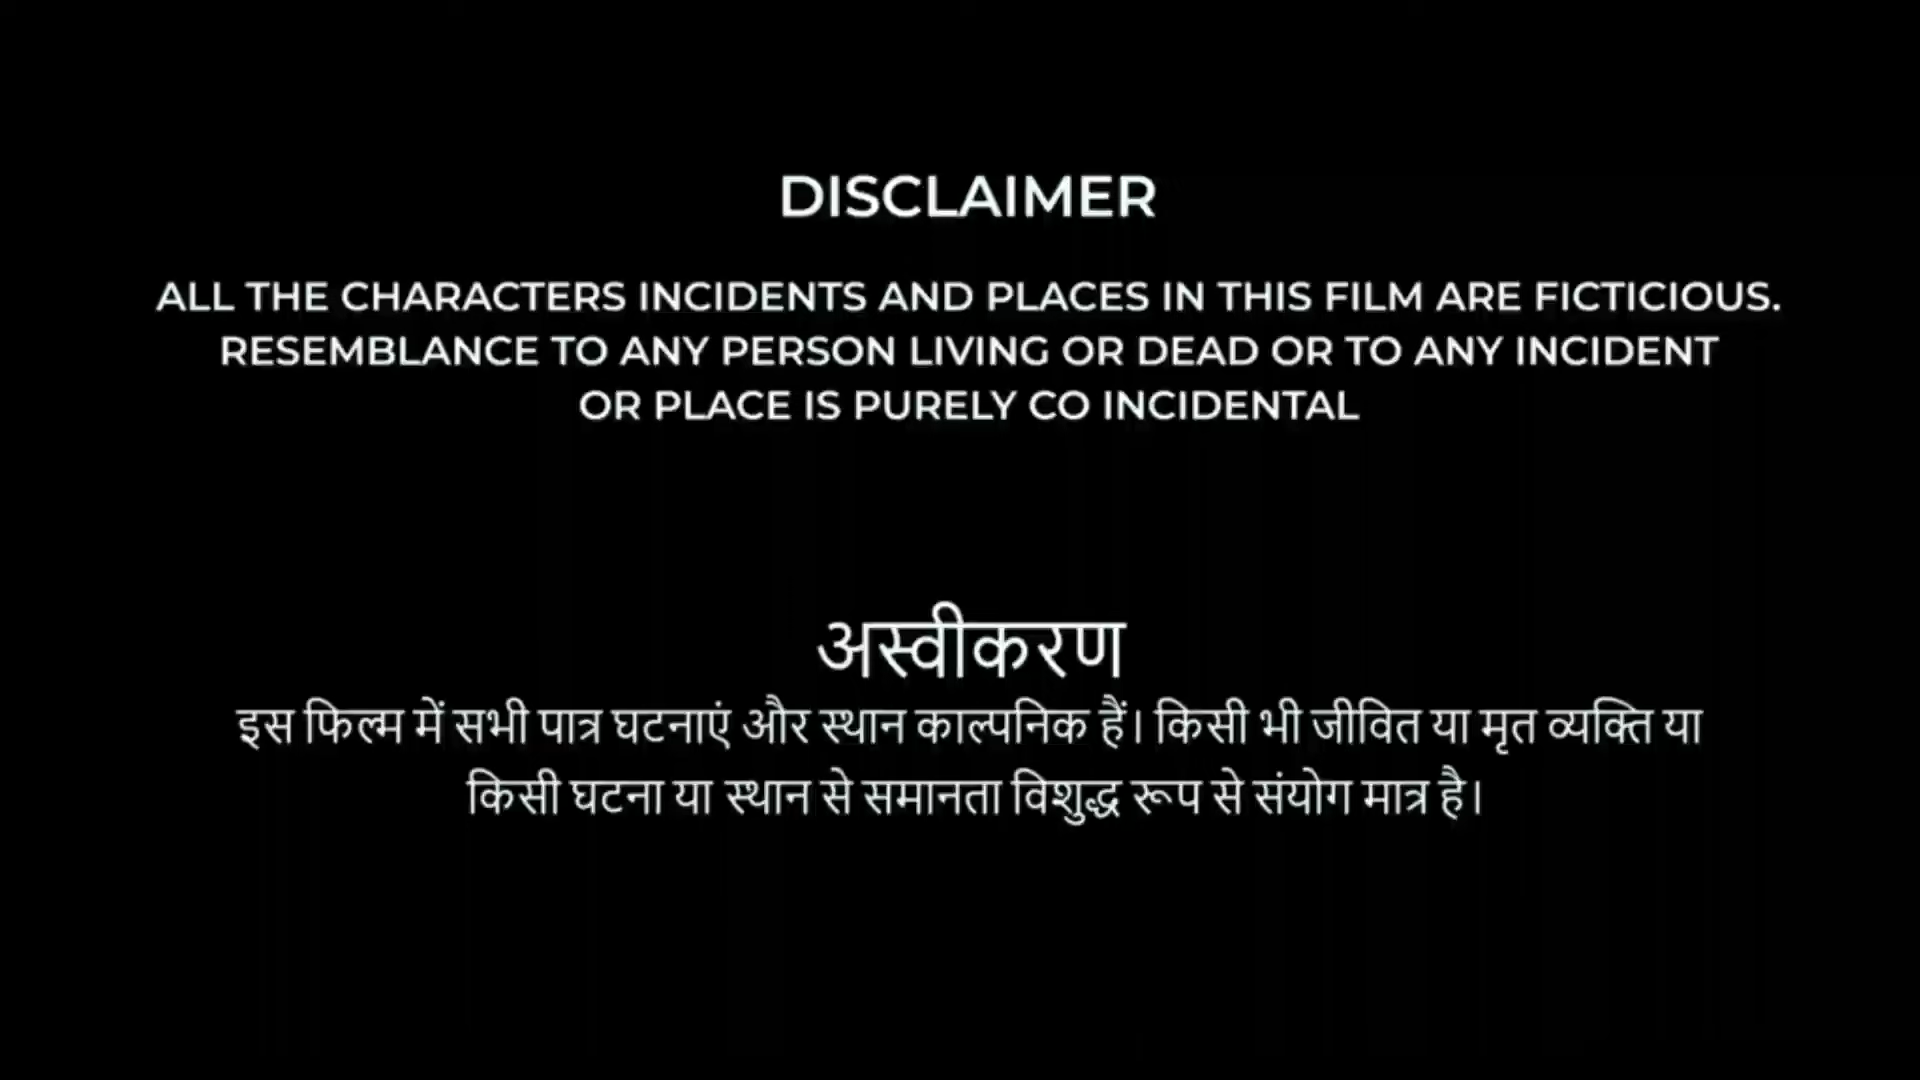 DISCLAIMER
ALL THE CHARACTERS INCIDENTS AND PLACES IN THIS FILM ARE FICTICIOUS.
RESEMBLANCE TO ANY PERSON LIVING OR DEAD OR TO ANY INCIDENT
OR PLACE IS PURELY CO INCIDENTAL
अस्वीकरण
इस फिल्म में सभी पात्र घटनाएं और स्थान काल्पनिक हैं। किसी भी जीवित या मृत व्यक्ति या
किसी घटना या स्थान से समानता विशुद्ध रूप से संयोग मात्र है।